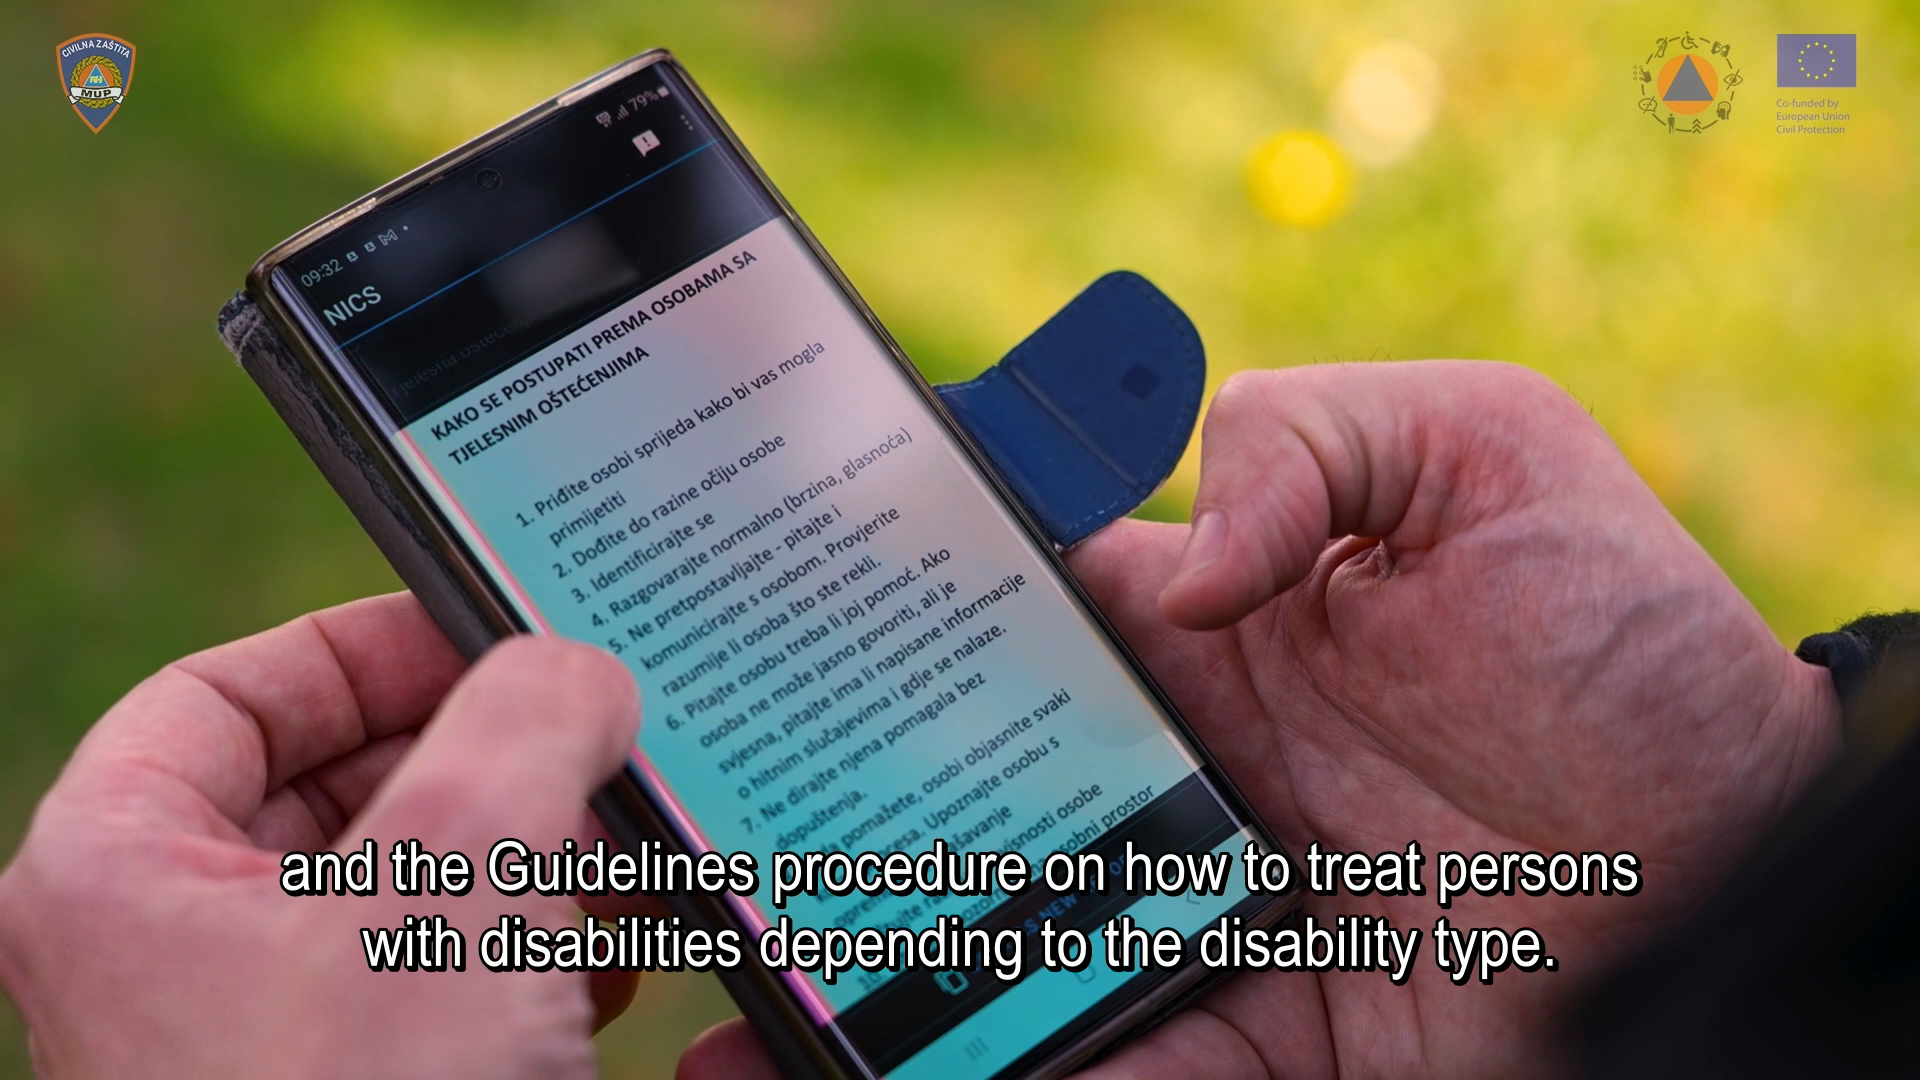 CIVILNA ZAŠTITA
RH
MUP
Co-funded by
European Union
Civil Protection
79%
09:32
NICS
KAKO SE POSTUPATI PREMA OSOBAMA SA
TJELESNIM OŠTEĆENJIMA
1. Priđite osobi sprijeda kako bi vas mogla
primijetiti
2. Dođite do razine očiju osobe
3. Identificirajte se
4. Razgovarajte normalno (brzina, glasnoća)
5. Ne pretpostavljajte - pitajte i
komunicirajte s osobom. Provjerite
razumije li osoba što ste rekli.
6. Pitajte osobu treba li joj pomoć. Ako
osoba ne može jasno govoriti, ali je
svjesna, pitajte ima li napisane informacije
o hitnim slučajevima i gdje se nalaze.
7. Ne dirajte njena pomagala bez
dopuštenja.
pomažete, osobi objasnite svaki
Upoznajte osobu s
osobe
osobni prostor
NEW
and the Guidelines procedure on how to treat persons
with disabilities depending to the disability type.